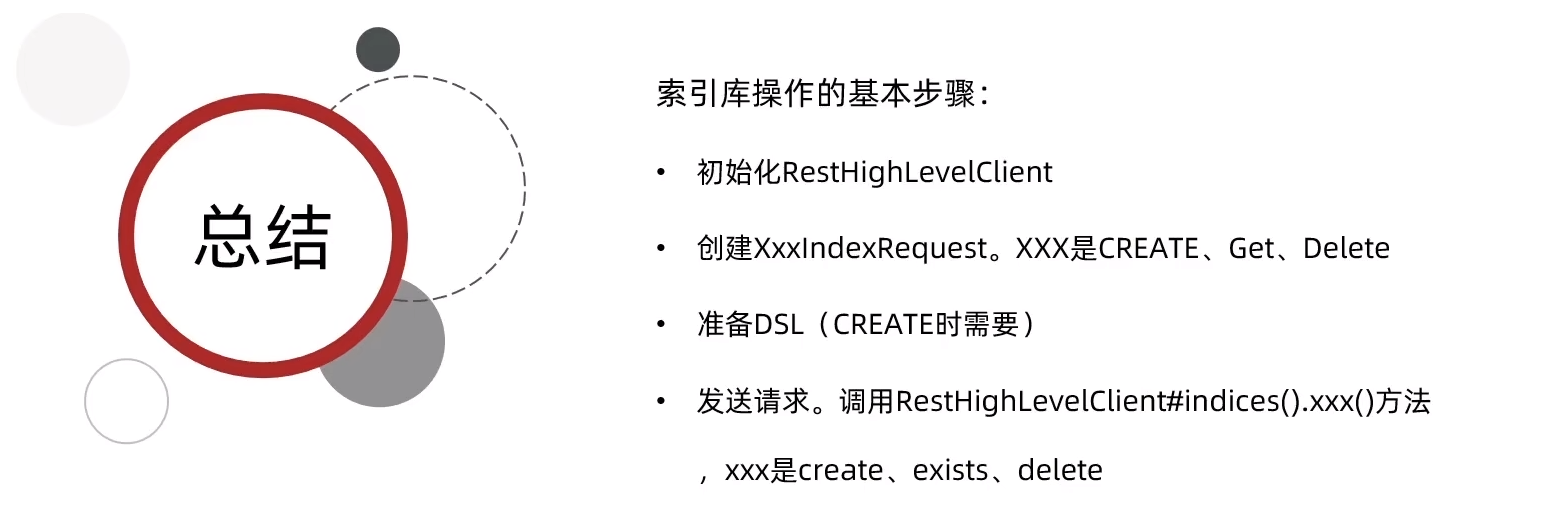 总结
索引库操作的基本步骤：
• 初始化RestHighLevelClient
• 创建XxxIndexRequest。XXX是CREATE、Get、Delete
• 准备DSL（CREATE时需要）
• 发送请求。调用RestHighLevelClient#indices().xxx()方法
，xxx是create、exists、delete